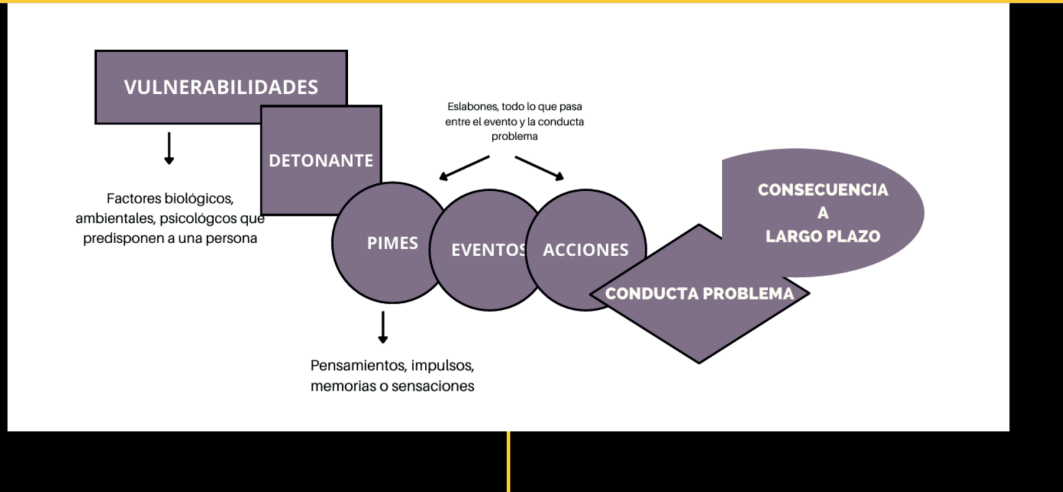 VULNERABILIDADES
DETONANTE
Factores biológicos,
ambientales, psicológcos que
predisponen a una persona
Eslabones, todo lo que pasa
entre el evento y la conducta
problema
PIMES
EVENTOS
ACCIONES
Pensamientos, impulsos,
memorias o sensaciones
CONDUCTA PROBLEMA
CONSECUENCIA
A
LARGO PLAZO